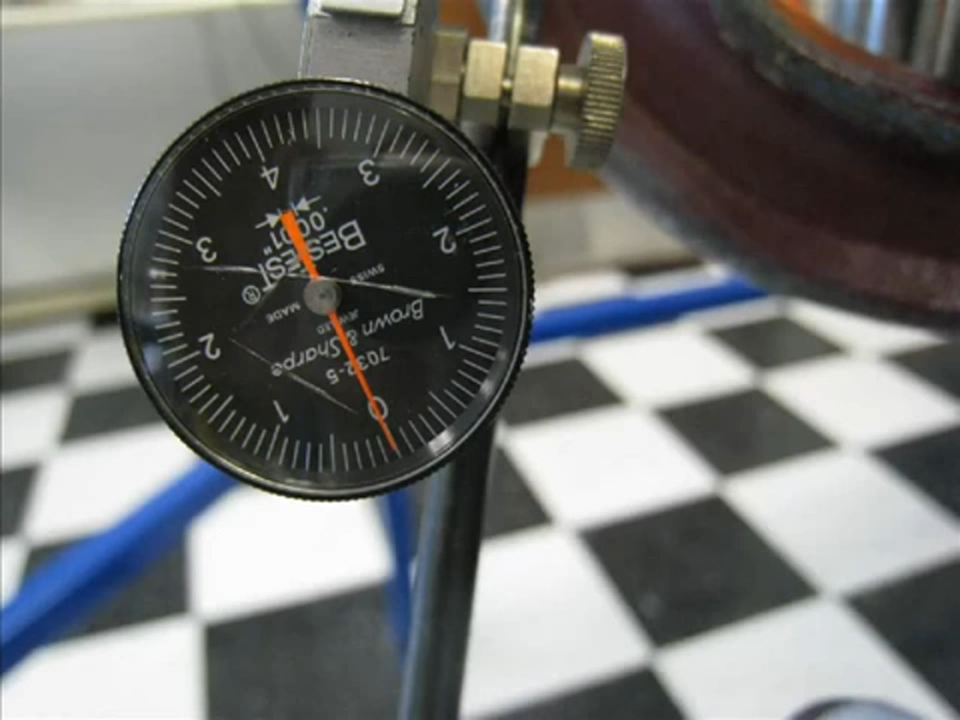 0
1 1
7032-5
Brown & Sharpe
JEWELED
SWISS MADE
2 2
BESTEST®
.0001"
3 3
4